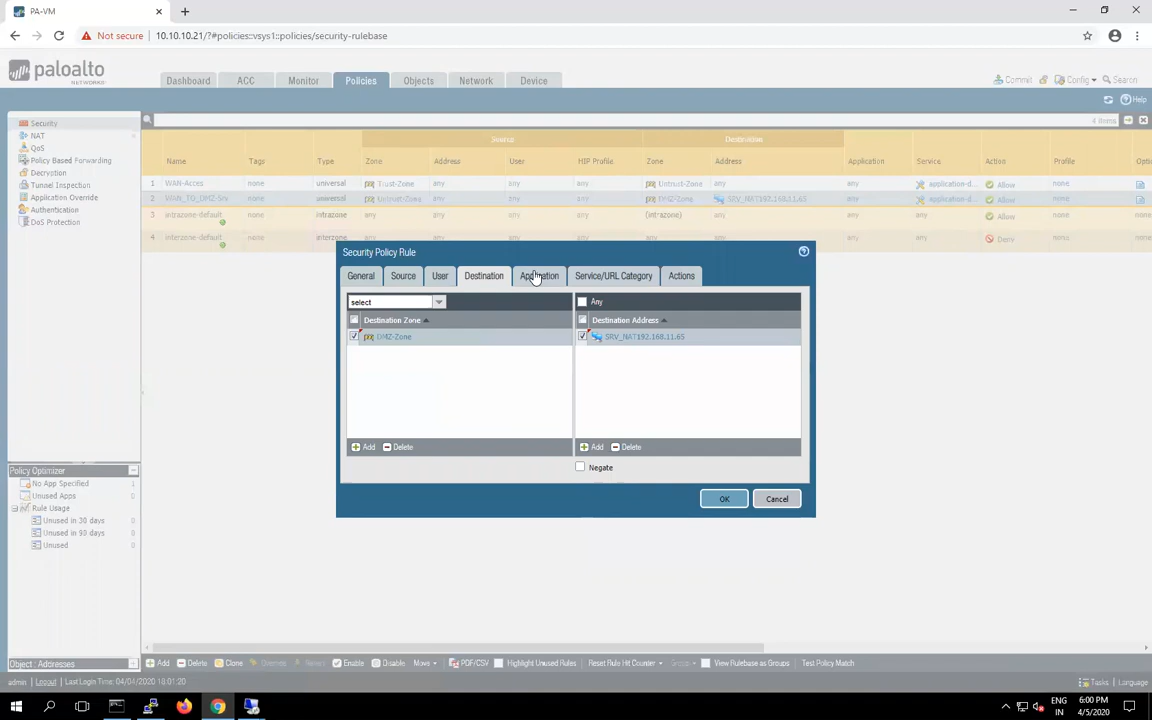 PA-VM
Not secure 10.10.10.21/?#policies::vsys1::policies/security-rulebase
paloalto
NETWORKS
Dashboard ACC Monitor Policies Objects Network Device
Commit Config Search
Help
Security
NAT
QoS
Policy Based Forwarding
Decryption
Tunnel Inspection
Application Override
Authentication
DoS Protection
4 items
Source Destination
Name Tags Type Zone Address User HIP Profile Zone Address Application Service Action Profile Optio
1 WAN-Acces none universal Trust-Zone any any any Untrust-Zone any any application-d... Allow none
2 WAN_TO_DMZ-Srv none universal Untrust-Zone any any any DMZ-Zone SRV_NAT192.168.11.65 any application-d... Allow none
3 intrazone-default none intrazone any any any any (intrazone) any any any Allow none
4 interzone-default none interzone any any any any any any any any Deny none
Security Policy Rule
General Source User Destination Application Service/URL Category Actions
select
Any
Destination Zone Destination Address
DMZ-Zone SRV_NAT192.168.11.65
Add Delete Add Delete
Negate
OK Cancel
Policy Optimizer
No App Specified 1
Unused Apps 0
Rule Usage
Unused in 30 days 0
Unused in 90 days 0
Unused 0
Object : Addresses
Add Delete Clone Enable Disable Move PDF/CSV Highlight Unused Rules Reset Rule Hit Counter Group View Rulebase as Groups Test Policy Match
admin Logout Last Login Time: 04/04/2020 18:01:20
Tasks Language
ENG
IN
6:00 PM
4/5/2020